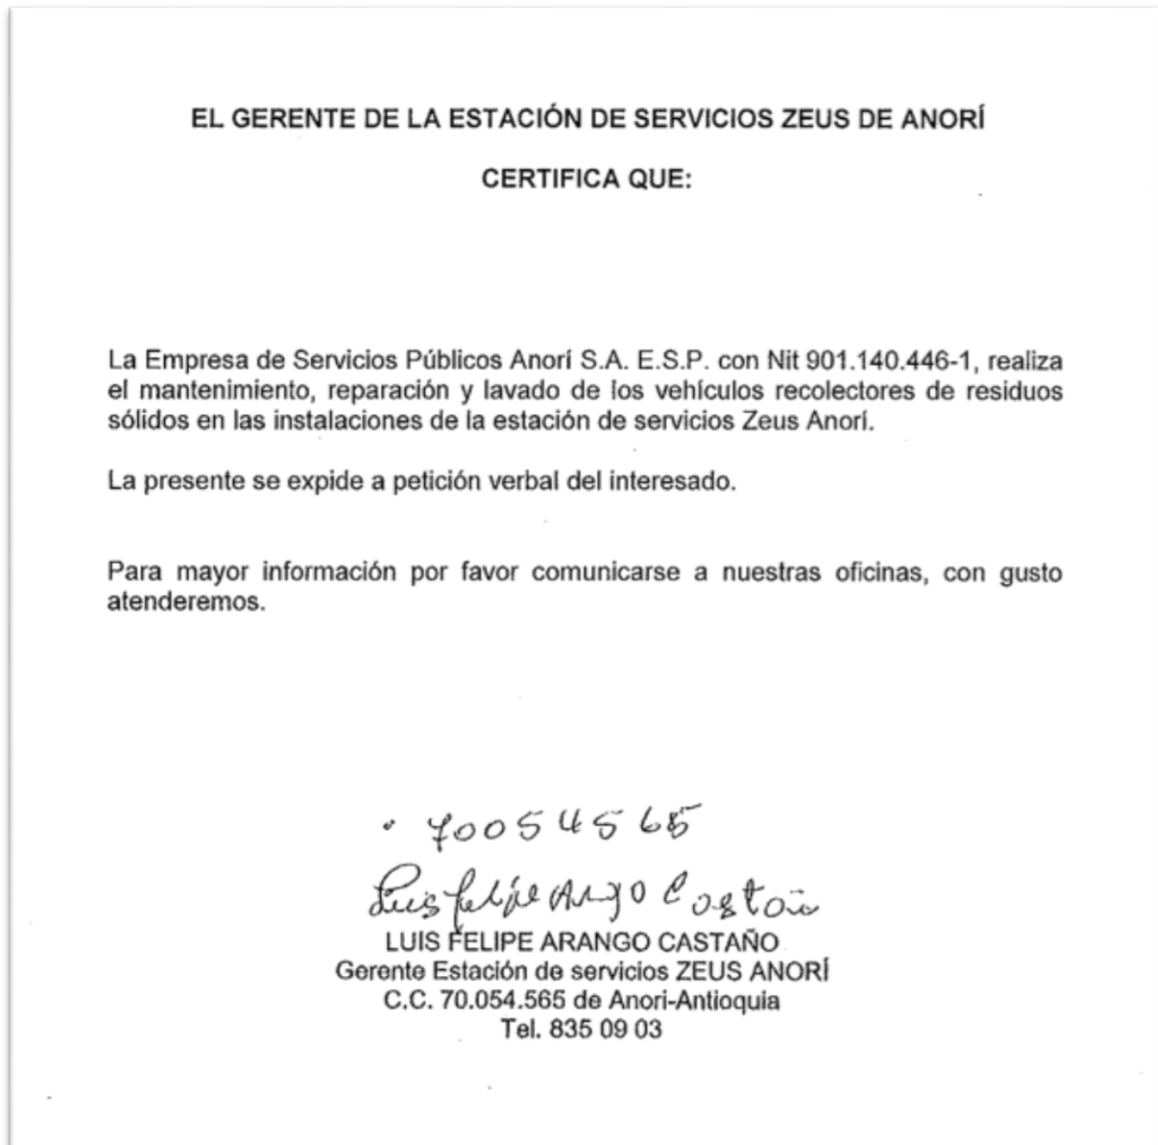 EL GERENTE DE LA ESTACIÓN DE SERVICIOS ZEUS DE ANORÍ
CERTIFICA QUE:
La Empresa de Servicios Públicos Anorí S.A. E.S.P. con Nit 901.140.446-1, realiza
el mantenimiento, reparación y lavado de los vehículos recolectores de residuos
sólidos en las instalaciones de la estación de servicios Zeus Anorí.
La presente se expide a petición verbal del interesado.
Para mayor información por favor comunicarse a nuestras oficinas, con gusto
atenderemos.
70054565
Luis Felipe Arango Castaño
LUIS FELIPE ARANGO CASTAÑO
Gerente Estación de servicios ZEUS ANORÍ
C.C. 70.054.565 de Anori-Antioquia
Tel. 835 09 03